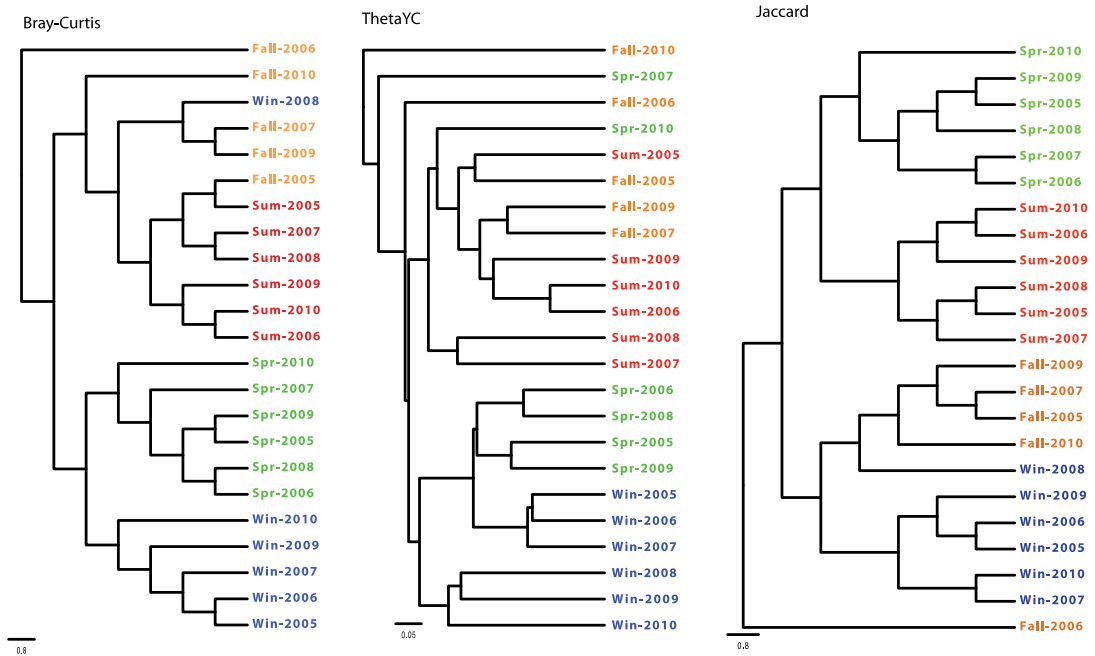 Bray-Curtis
Fall-2006
Fall-2010
Win-2008
Fall-2007
Fall-2009
Fall-2005
Sum-2005
Sum-2007
Sum-2008
Sum-2009
Sum-2010
Sum-2006
Spr-2010
Spr-2007
Spr-2009
Spr-2005
Spr-2008
Spr-2006
Win-2010
Win-2009
Win-2007
Win-2006
Win-2005
0.8
ThetaYC
Fall-2010
Spr-2007
Fall-2006
Spr-2010
Sum-2005
Fall-2005
Fall-2009
Fall-2007
Sum-2009
Sum-2010
Sum-2006
Sum-2008
Sum-2007
Spr-2006
Spr-2008
Spr-2005
Spr-2009
Win-2005
Win-2006
Win-2007
Win-2008
Win-2009
Win-2010
0.05
Jaccard
Spr-2010
Spr-2009
Spr-2005
Spr-2008
Spr-2007
Spr-2006
Sum-2010
Sum-2006
Sum-2009
Sum-2008
Sum-2005
Sum-2007
Fall-2009
Fall-2007
Fall-2005
Fall-2010
Win-2008
Win-2009
Win-2006
Win-2005
Win-2010
Win-2007
Fall-2006
0.8